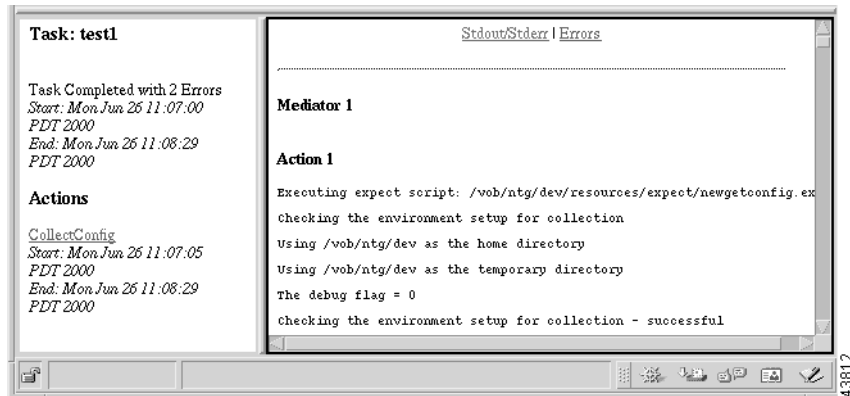 Task: test1
Task Completed with 2 Errors
Start: Mon Jun 26 11:07:00
PDT 2000
End: Mon Jun 26 11:08:29
PDT 2000
Actions
CollectConfig
Start: Mon Jun 26 11:07:05
PDT 2000
End: Mon Jun 26 11:08:29
PDT 2000
Stdout/Stderr | Errors
Mediator 1
Action 1
Executing expect script: /vob/ntg/dev/resources/expect/newgetconfig.ex
Checking the environment setup for collection
Using /vob/ntg/dev as the home directory
Using /vob/ntg/dev as the temporary directory
The debug flag = 0
Checking the environment setup for collection - successful
43812